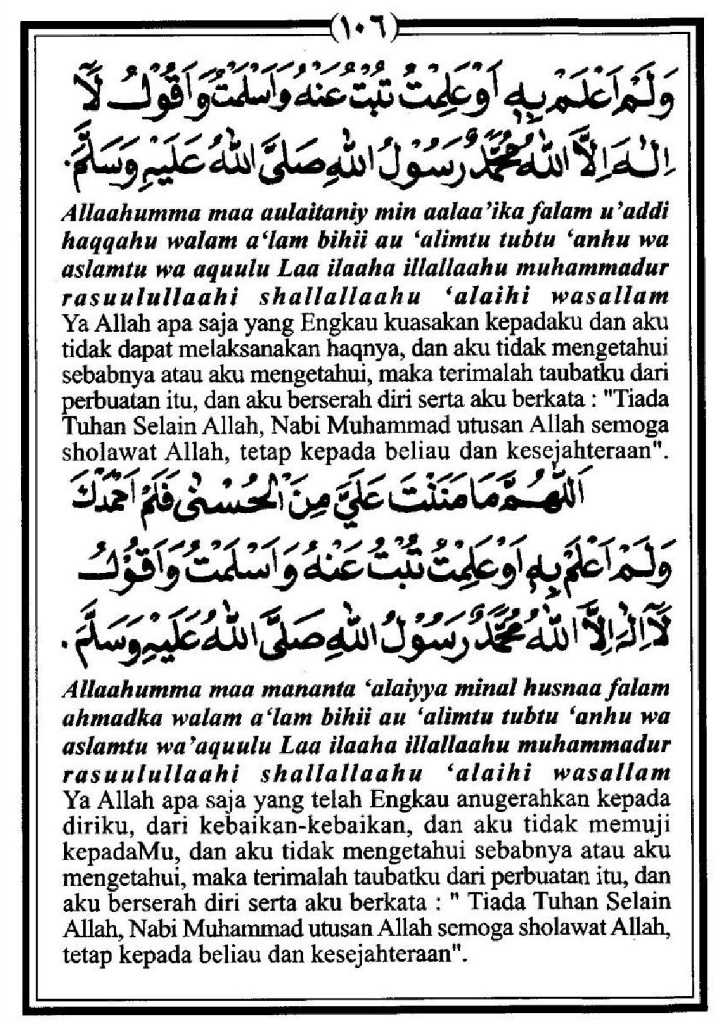 (١٠٦)
وَلَمْ اَعْلَمْ بِهِ اَوْ عَلِمْتُ تُبْتُ عَنْهُ وَاَسْلَمْتُ وَاَقُوْلُ لَآ
اِلٰهَ اِلَّا اللهُ مُحَمَّدٌ رَسُوْلُ اللهِ صَلَّى اللهُ عَلَيْهِ وَسَلَّمَ.
Allaahumma maa aulaitaniy min aalaa'ika falam u'addi
haqqahu walam a‘lam bihii au ‘alimtu tubtu ‘anhu wa
aslamtu wa aquulu Laa ilaaha illallaahu muhammadur
rasuulullaahi shallallaahu ‘alaihi wasallam
Ya Allah apa saja yang Engkau kuasakan kepadaku dan aku
tidak dapat melaksanakan haqnya, dan aku tidak mengetahui
sebabnya atau aku mengetahui, maka terimalah taubatku dari
perbuatan itu, dan aku berserah diri serta aku berkata : "Tiada
Tuhan Selain Allah, Nabi Muhammad utusan Allah semoga
sholawat Allah, tetap kepada beliau dan kesejahteraan".
اَللّٰهُمَّ مَا مَنَنْتَ عَلَيَّ مِنَ الْحُسْنٰى فَلَمْ اَحْمَدْكَ
وَلَمْ اَعْلَمْ بِهِ اَوْ عَلِمْتُ تُبْتُ عَنْهُ وَاَسْلَمْتُ وَاَقُوْلُ
لَآ اِلٰهَ اِلَّا اللهُ مُحَمَّدٌ رَسُوْلُ اللهِ صَلَّى اللهُ عَلَيْهِ وَسَلَّمَ.
Allaahumma maa mananta ‘alaiyya minal husnaa falam
ahmadka walam a‘lam bihii au ‘alimtu tubtu ‘anhu wa
aslamtu wa’aquulu Laa ilaaha illallaahu muhammadur
rasuulullaahi shallallaahu ‘alaihi wasallam
Ya Allah apa saja yang telah Engkau anugerahkan kepada
diriku, dari kebaikan-kebaikan, dan aku tidak memuji
kepadaMu, dan aku tidak mengetahui sebabnya atau aku
mengetahui, maka terimalah taubatku dari perbuatan itu, dan
aku berserah diri serta aku berkata : " Tiada Tuhan Selain
Allah, Nabi Muhammad utusan Allah semoga sholawat Allah,
tetap kepada beliau dan kesejahteraan".